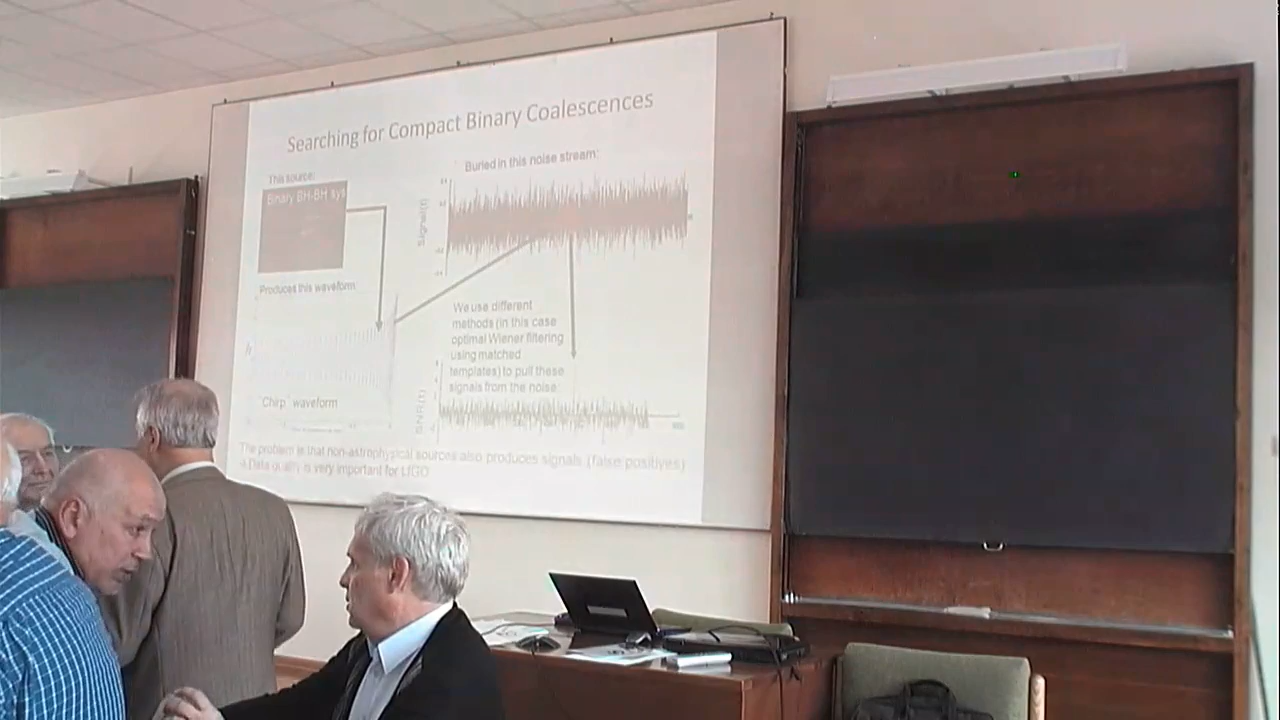 Searching for Compact Binary Coalescences
This source:
Buried in this noise stream:
Binary BH-BH sys
Signal(t)
Produces this waveform
We use different
methods (in this case
optimal Wiener filtering
using matched
templates) to pull these
signals from the noise
h
"Chirp" waveform
SNR(t)
The problem is that non-astrophysical sources also produces signals (false positives)
Data quality is very important for LIGO